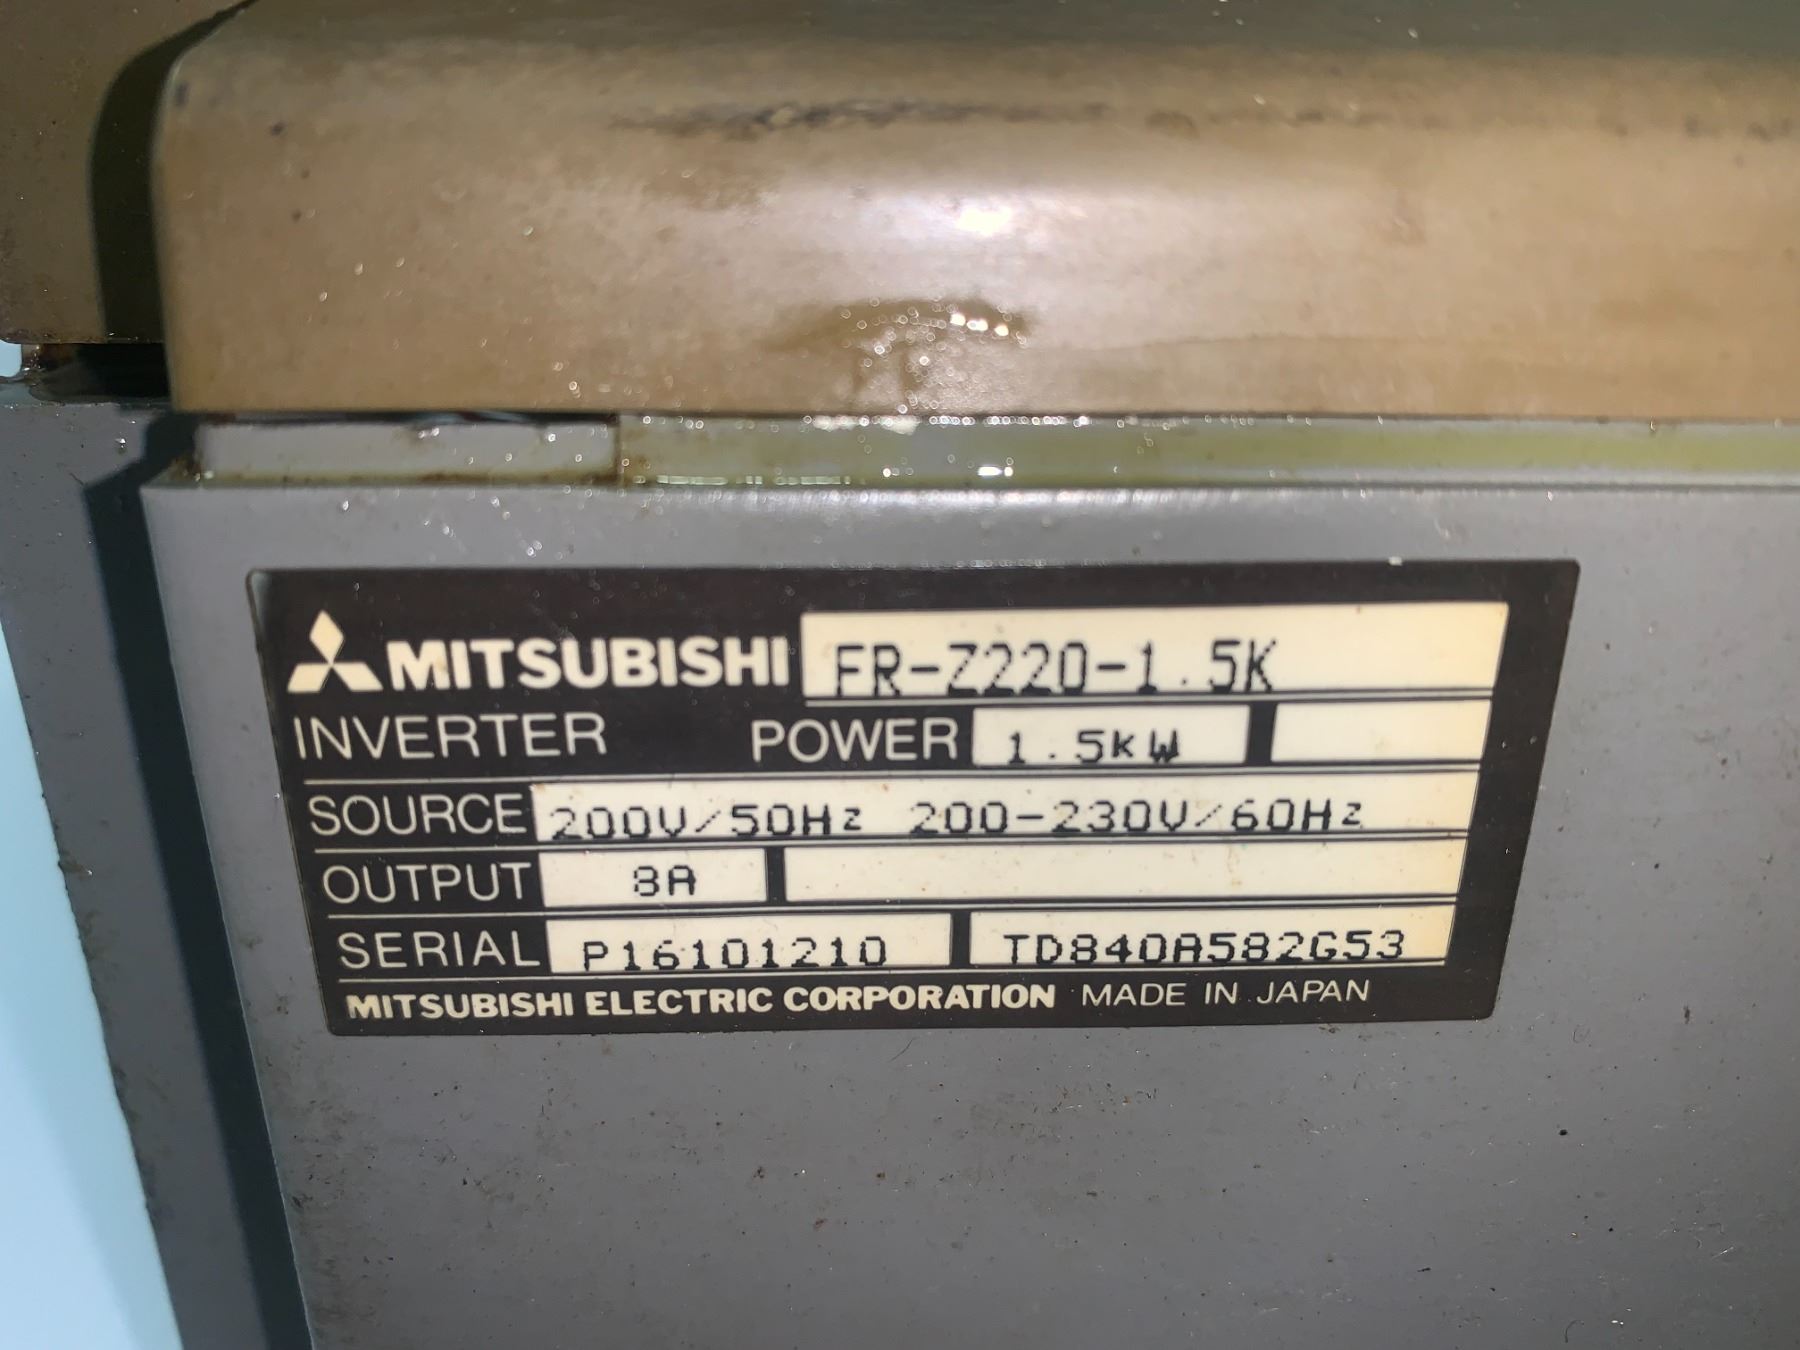 MITSUBISHI FR-Z220-1.5K
INVERTER POWER 1.5kW
SOURCE 200V/50Hz 200-230V/60Hz
OUTPUT 8A
SERIAL P16101210 TD840A582G53
MITSUBISHI ELECTRIC CORPORATION MADE IN JAPAN